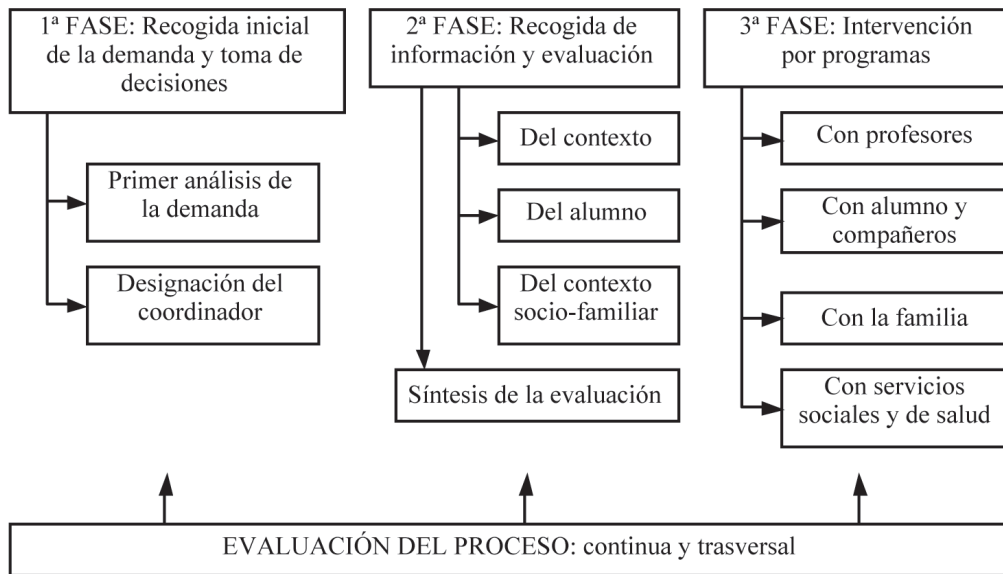 1ª FASE: Recogida inicial
de la demanda y toma de
decisiones
Primer análisis de
la demanda
Designación del
coordinador
2ª FASE: Recogida de
información y evaluación
Del contexto
Del alumno
Del contexto
socio-familiar
Síntesis de la evaluación
3ª FASE: Intervención
por programas
Con profesores
Con alumno y
compañeros
Con la familia
Con servicios
sociales y de salud
EVALUACIÓN DEL PROCESO: continua y trasversal